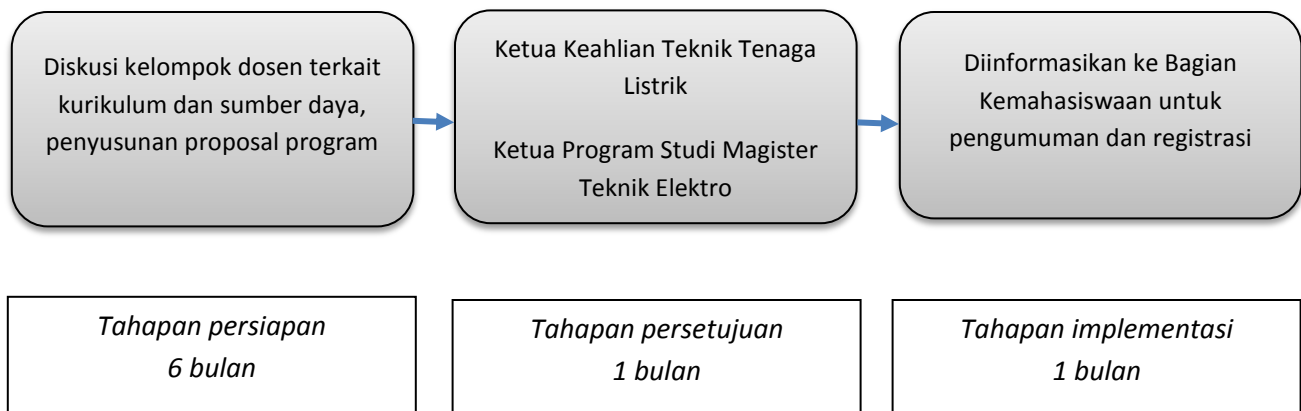 Diskusi kelompok dosen terkait
kurikulum dan sumber daya,
penyusunan proposal program
Ketua Keahlian Teknik Tenaga
Listrik
Ketua Program Studi Magister
Teknik Elektro
Diinformasikan ke Bagian
Kemahasiswaan untuk
pengumuman dan registrasi
Tahapan persiapan
6 bulan
Tahapan persetujuan
1 bulan
Tahapan implementasi
1 bulan